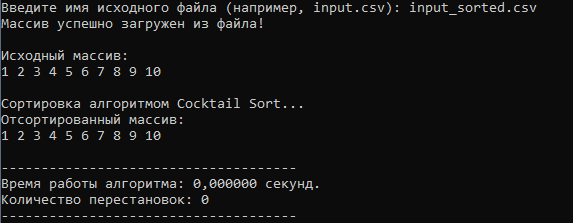 Введите имя исходного файла (например, input.csv): input_sorted.csv
Массив успешно загружен из файла!
Исходный массив:
1 2 3 4 5 6 7 8 9 10
Сортировка алгоритмом Cocktail Sort...
Отсортированный массив:
1 2 3 4 5 6 7 8 9 10
-------------------------------------
Время работы алгоритма: 0,000000 секунд.
Количество перестановок: 0
-------------------------------------